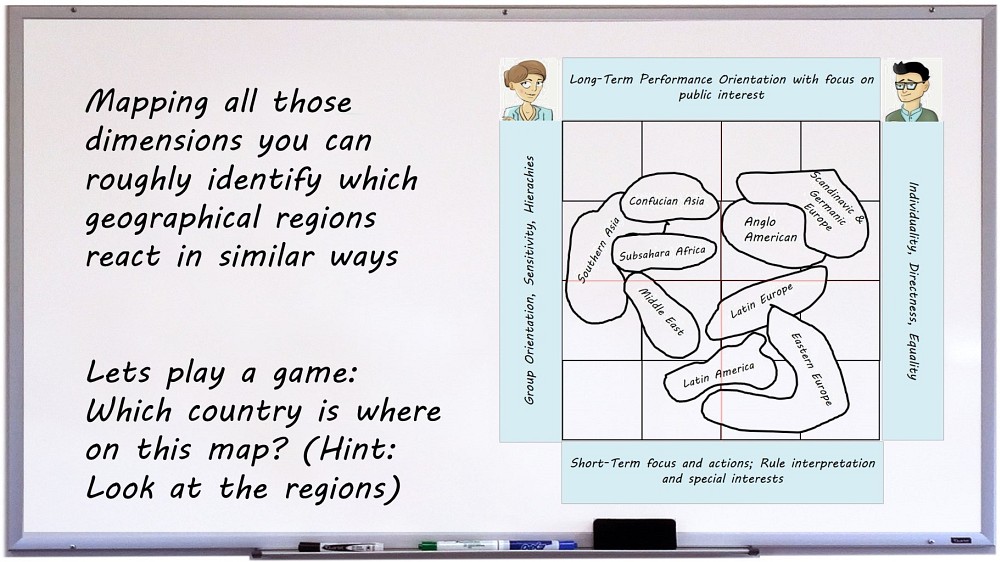 Mapping all those
dimensions you can
roughly identify which
geographical regions
react in similar ways
Lets play a game:
Which country is where
on this map? (Hint:
Look at the regions)
Long-Term Performance Orientation with focus on
public interest
Group Orientation, Sensitivity, Hierachies
Confucian Asia
Southern Asia
Subsahara Africa
Middle East
Anglo
American
Scandinavic &
Germanic
Europe
Latin Europe
Latin America
Eastern Europe
Individuality, Directness, Equality
Short-Term focus and actions; Rule interpretation
and special interests